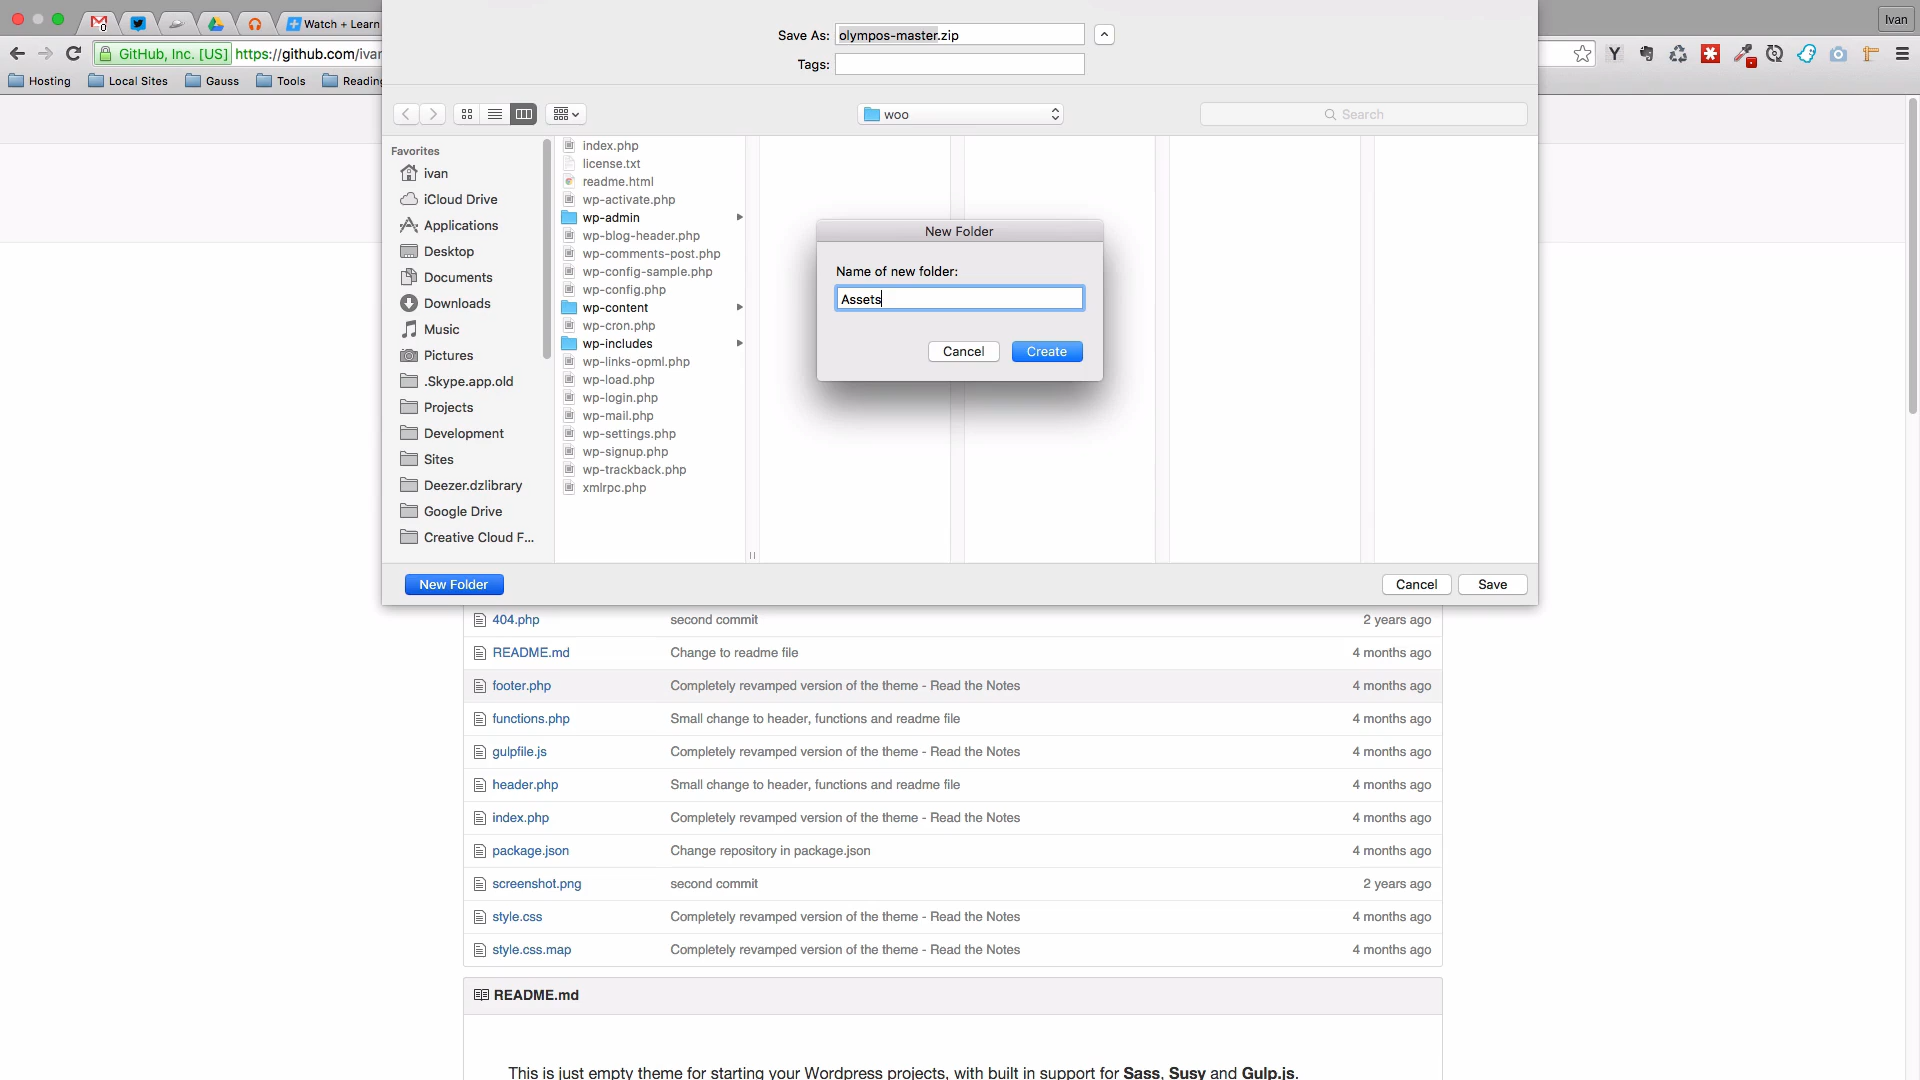 0
Watch + Learn
Ivan
GitHub, Inc. [US] https://github.com/ivan
Y
Hosting Local Sites Gauss Tools Reading
Save As: olympos-master.zip
Tags:
woo
Search
Favorites
ivan
iCloud Drive
Applications
Desktop
Documents
Downloads
Music
Pictures
.Skype.app.old
Projects
Development
Sites
Deezer.dzlibrary
Google Drive
Creative Cloud F...
index.php
license.txt
readme.html
wp-activate.php
wp-admin
wp-blog-header.php
wp-comments-post.php
wp-config-sample.php
wp-config.php
wp-content
wp-cron.php
wp-includes
wp-links-opml.php
wp-load.php
wp-login.php
wp-mail.php
wp-settings.php
wp-signup.php
wp-trackback.php
xmlrpc.php
New Folder
Name of new folder:
Assets
Cancel Create
New Folder Cancel Save
404.php second commit 2 years ago
README.md Change to readme file 4 months ago
footer.php Completely revamped version of the theme - Read the Notes 4 months ago
functions.php Small change to header, functions and readme file 4 months ago
gulpfile.js Completely revamped version of the theme - Read the Notes 4 months ago
header.php Small change to header, functions and readme file 4 months ago
index.php Completely revamped version of the theme - Read the Notes 4 months ago
package.json Change repository in package.json 4 months ago
screenshot.png second commit 2 years ago
style.css Completely revamped version of the theme - Read the Notes 4 months ago
style.css.map Completely revamped version of the theme - Read the Notes 4 months ago
README.md
This is just empty theme for starting your Wordpress projects, with built in support for Sass, Susy and Gulp.js.